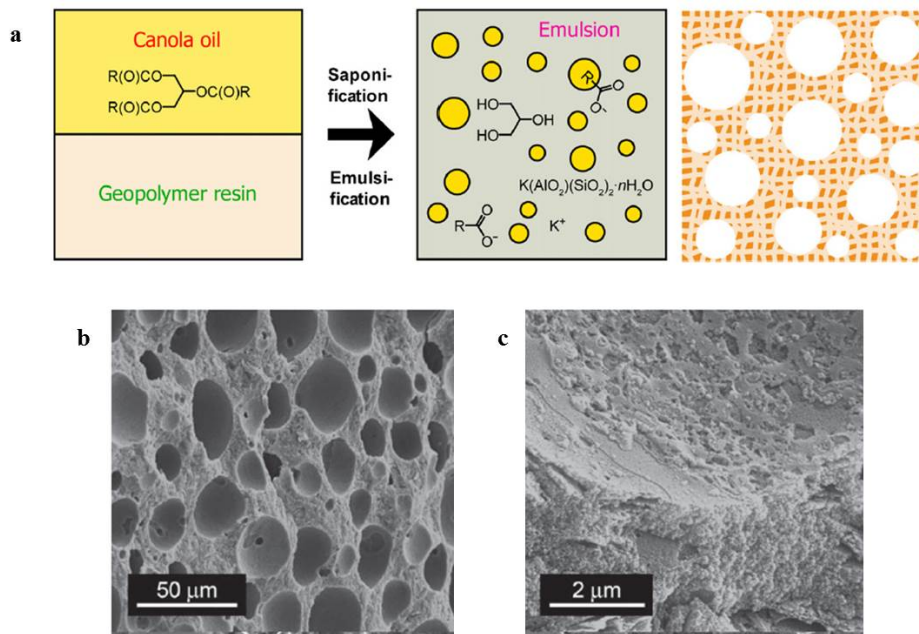 a
Canola oil
R(O)CO
OC(O)R
R(O)CO
Geopolymer resin
Saponi-
fication
Emulsi-
fication
Emulsion
R
O
O-
HO
OH
HO
K(AlO2)(SiO2)2·nH2O
R
O
O-
K+
b
50 μm
c
2 μm